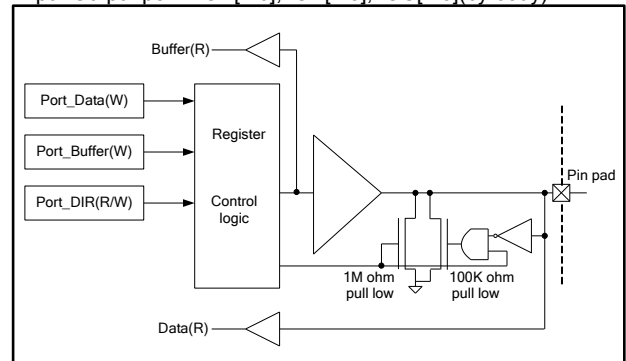 Buffer(R)
Port_Data(W)
Port_Buffer(W)
Port_DIR(R/W)
Register
Control
logic
Pin pad
1M ohm
pull low
100K ohm
pull low
Data(R)